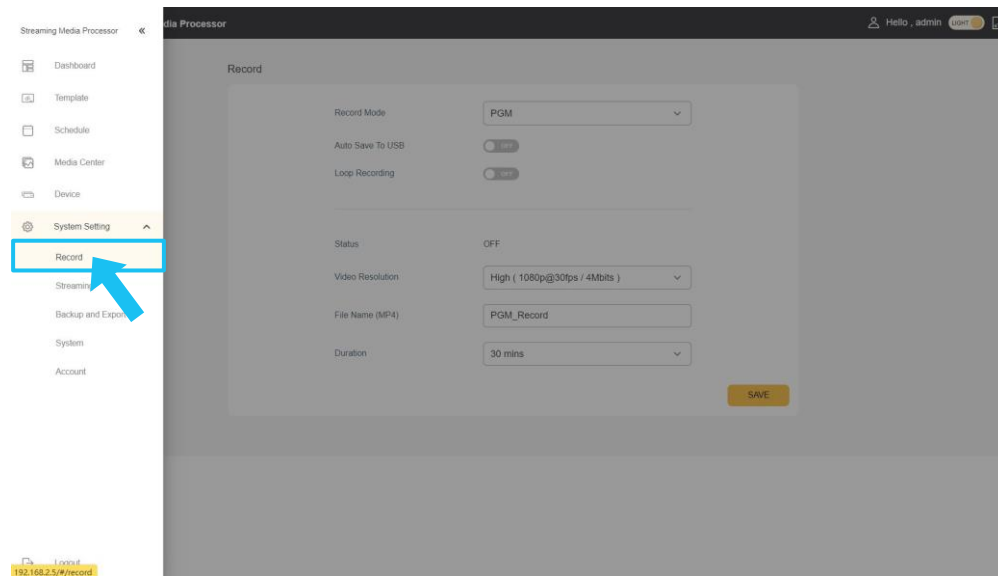 Streaming Media Processor «
dia Processor
Hello , admin LIGHT
Dashboard
Template
Schedule
Media Center
Device
System Setting
Record
Streaming
Backup and Export
System
Account
Logout
192.168.2.5/#/record
Record
Record Mode PGM
Auto Save To USB OFF
Loop Recording OFF
Status OFF
Video Resolution High ( 1080p@30fps / 4Mbits )
File Name (MP4) PGM_Record
Duration 30 mins
SAVE